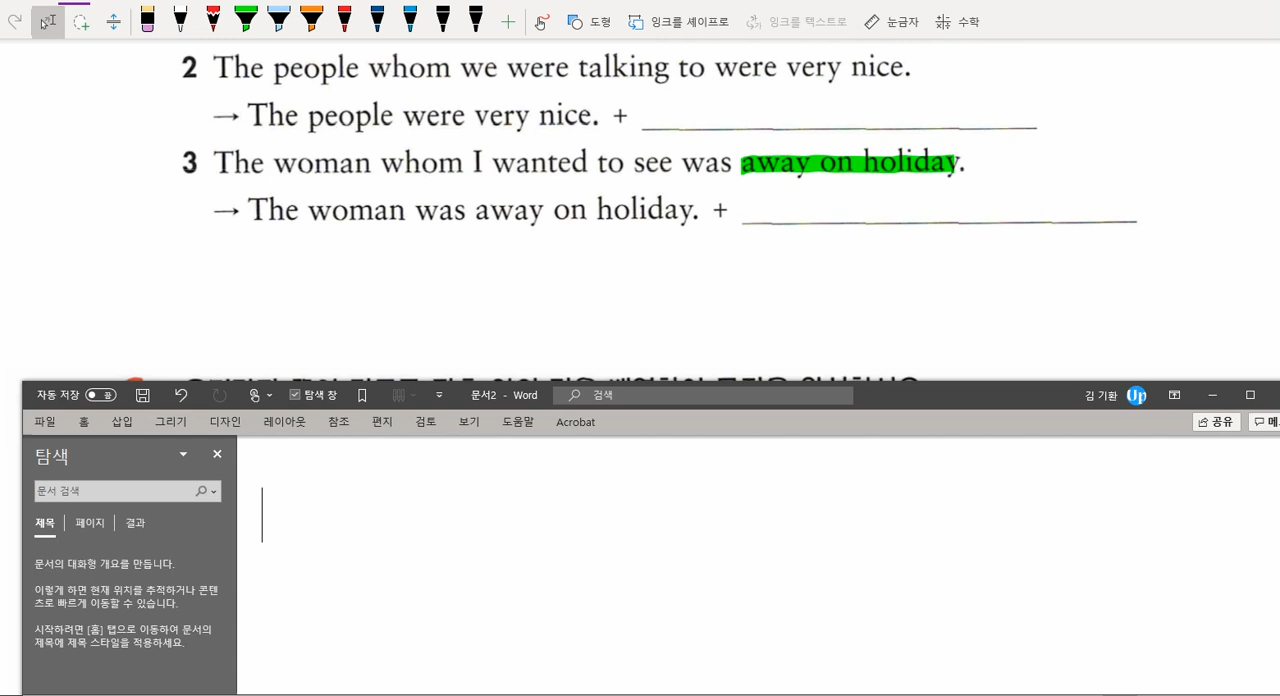 도형 잉크를 셰이프로 잉크를 텍스트로 눈금자 수학
2 The people whom we were talking to were very nice.
→ The people were very nice. +
3 The woman whom I wanted to see was away on holiday.
→ The woman was away on holiday. +
자동 저장 끔 탐색 창 문서2 - Word 검색 김 기환 Up
파일 홈 삽입 그리기 디자인 레이아웃 참조 편지 검토 보기 도움말 Acrobat 공유
탐색
문서 검색
제목 페이지 결과
문서의 대화형 개요를 만듭니다.
이렇게 하면 현재 위치를 추적하거나 콘텐
츠로 빠르게 이동할 수 있습니다.
시작하려면 [홈] 탭으로 이동하여 문서의
제목에 제목 스타일을 적용하세요.